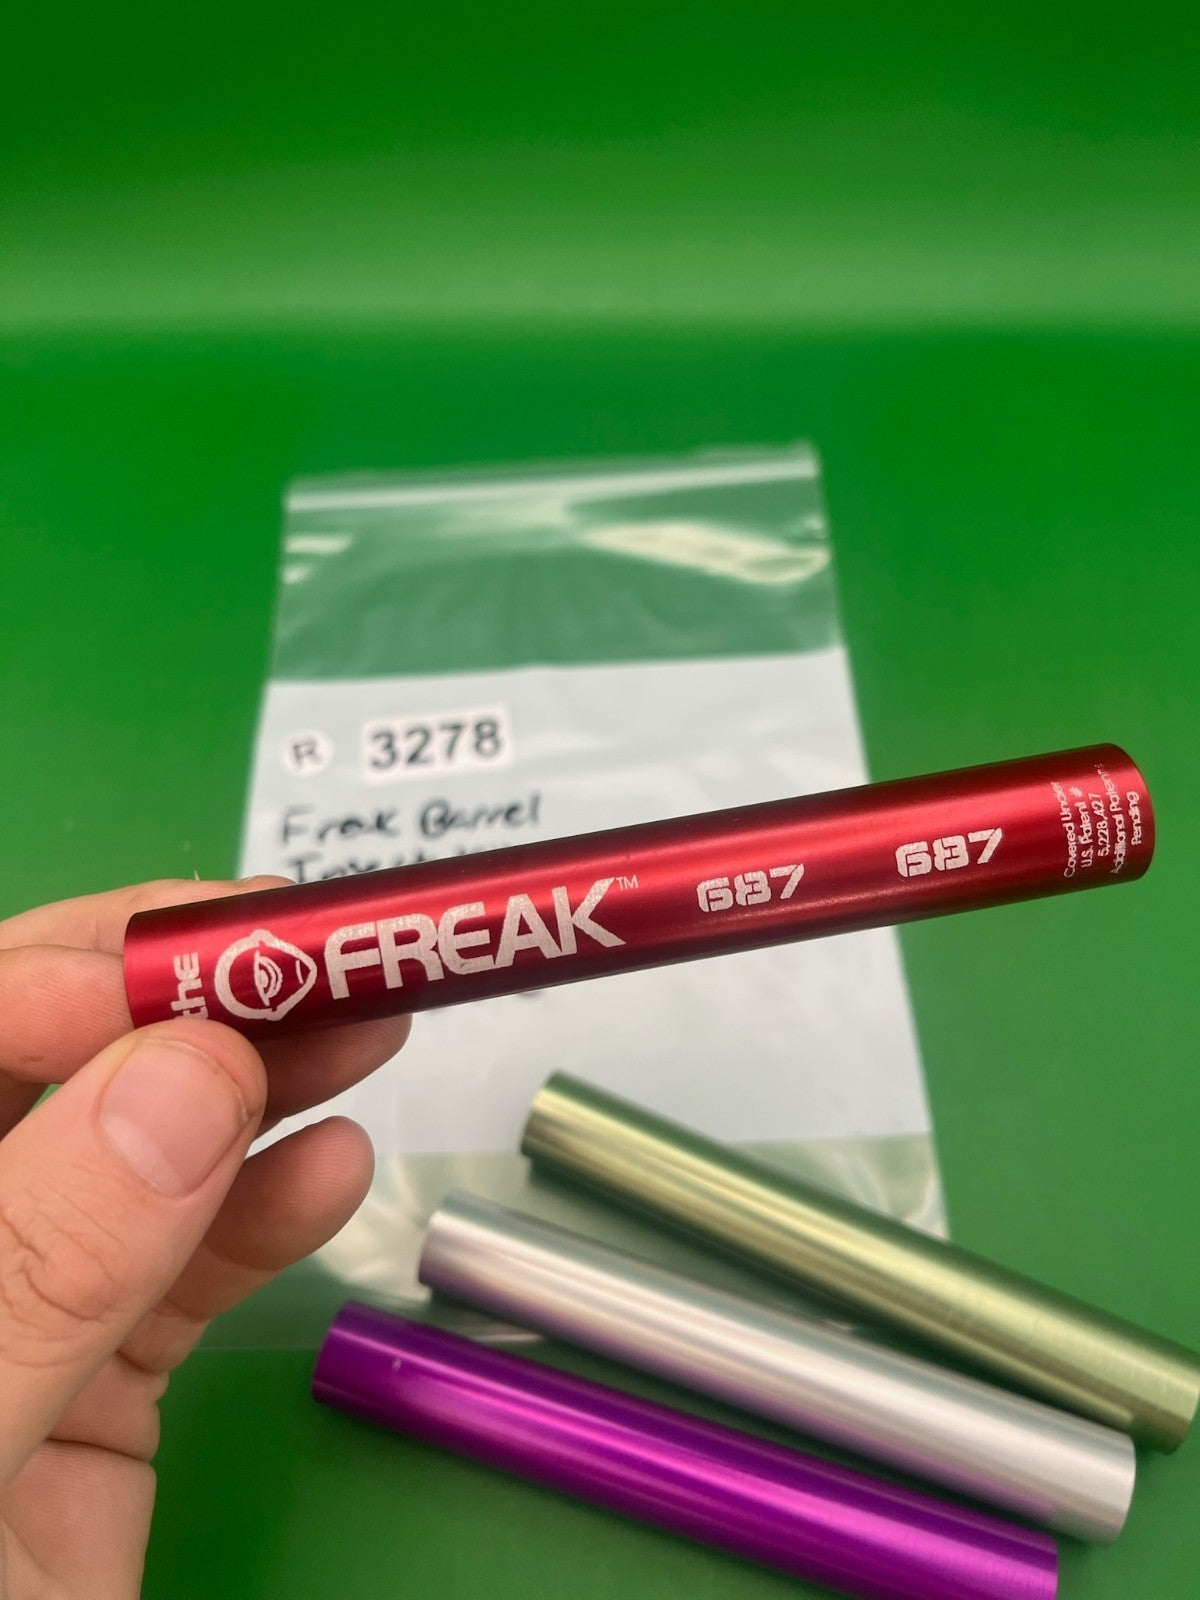 R 3278
Freak Barrel
the FREAK™ 687 687
Covered Under
U.S. Patent #
5,228,427
Additional Patents
Pending